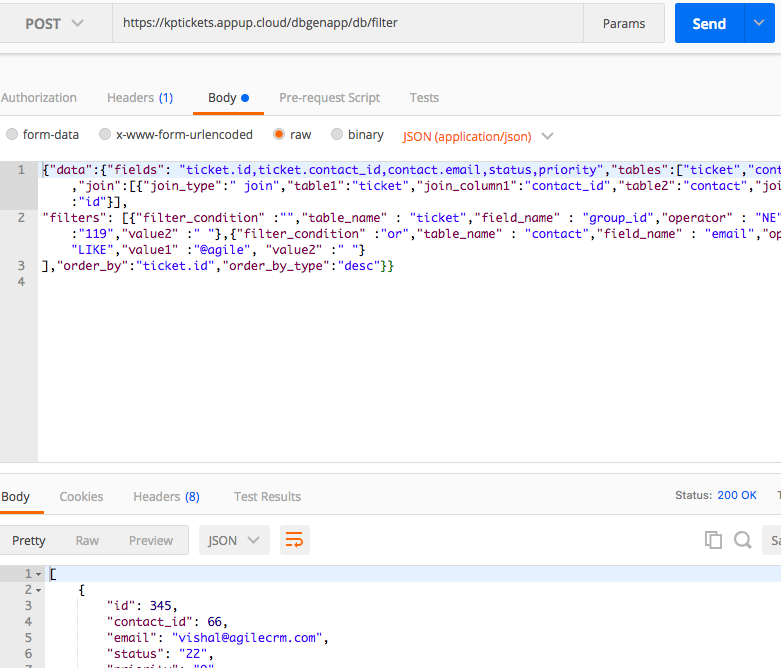 POST https://kptickets.appup.cloud/dbgenapp/db/filter Params Send
Authorization Headers (1) Body Pre-request Script Tests
form-data x-www-form-urlencoded raw binary JSON (application/json)
1 {"data":{"fields": "ticket.id,ticket.contact_id,contact.email,status,priority","tables":["ticket","cont
,"join":[{"join_type":" join","table1":"ticket","join_column1":"contact_id","table2":"contact","joi
:"id"}],
2 "filters": [{"filter_condition" :"","table_name" : "ticket","field_name" : "group_id","operator" : "NE"
:"119","value2" :" "},{"filter_condition" :"or","table_name" : "contact","field_name" : "email","op
"LIKE","value1" :"@agile", "value2" :" "}
3 ],"order_by":"ticket.id","order_by_type":"desc"}}
4
Body Cookies Headers (8) Test Results Status: 200 OK
Pretty Raw Preview JSON Sa
1 [
2 {
3 "id": 345,
4 "contact_id": 66,
5 "email": "vishal@agilecrm.com",
6 "status": "22",
"priority": "0"